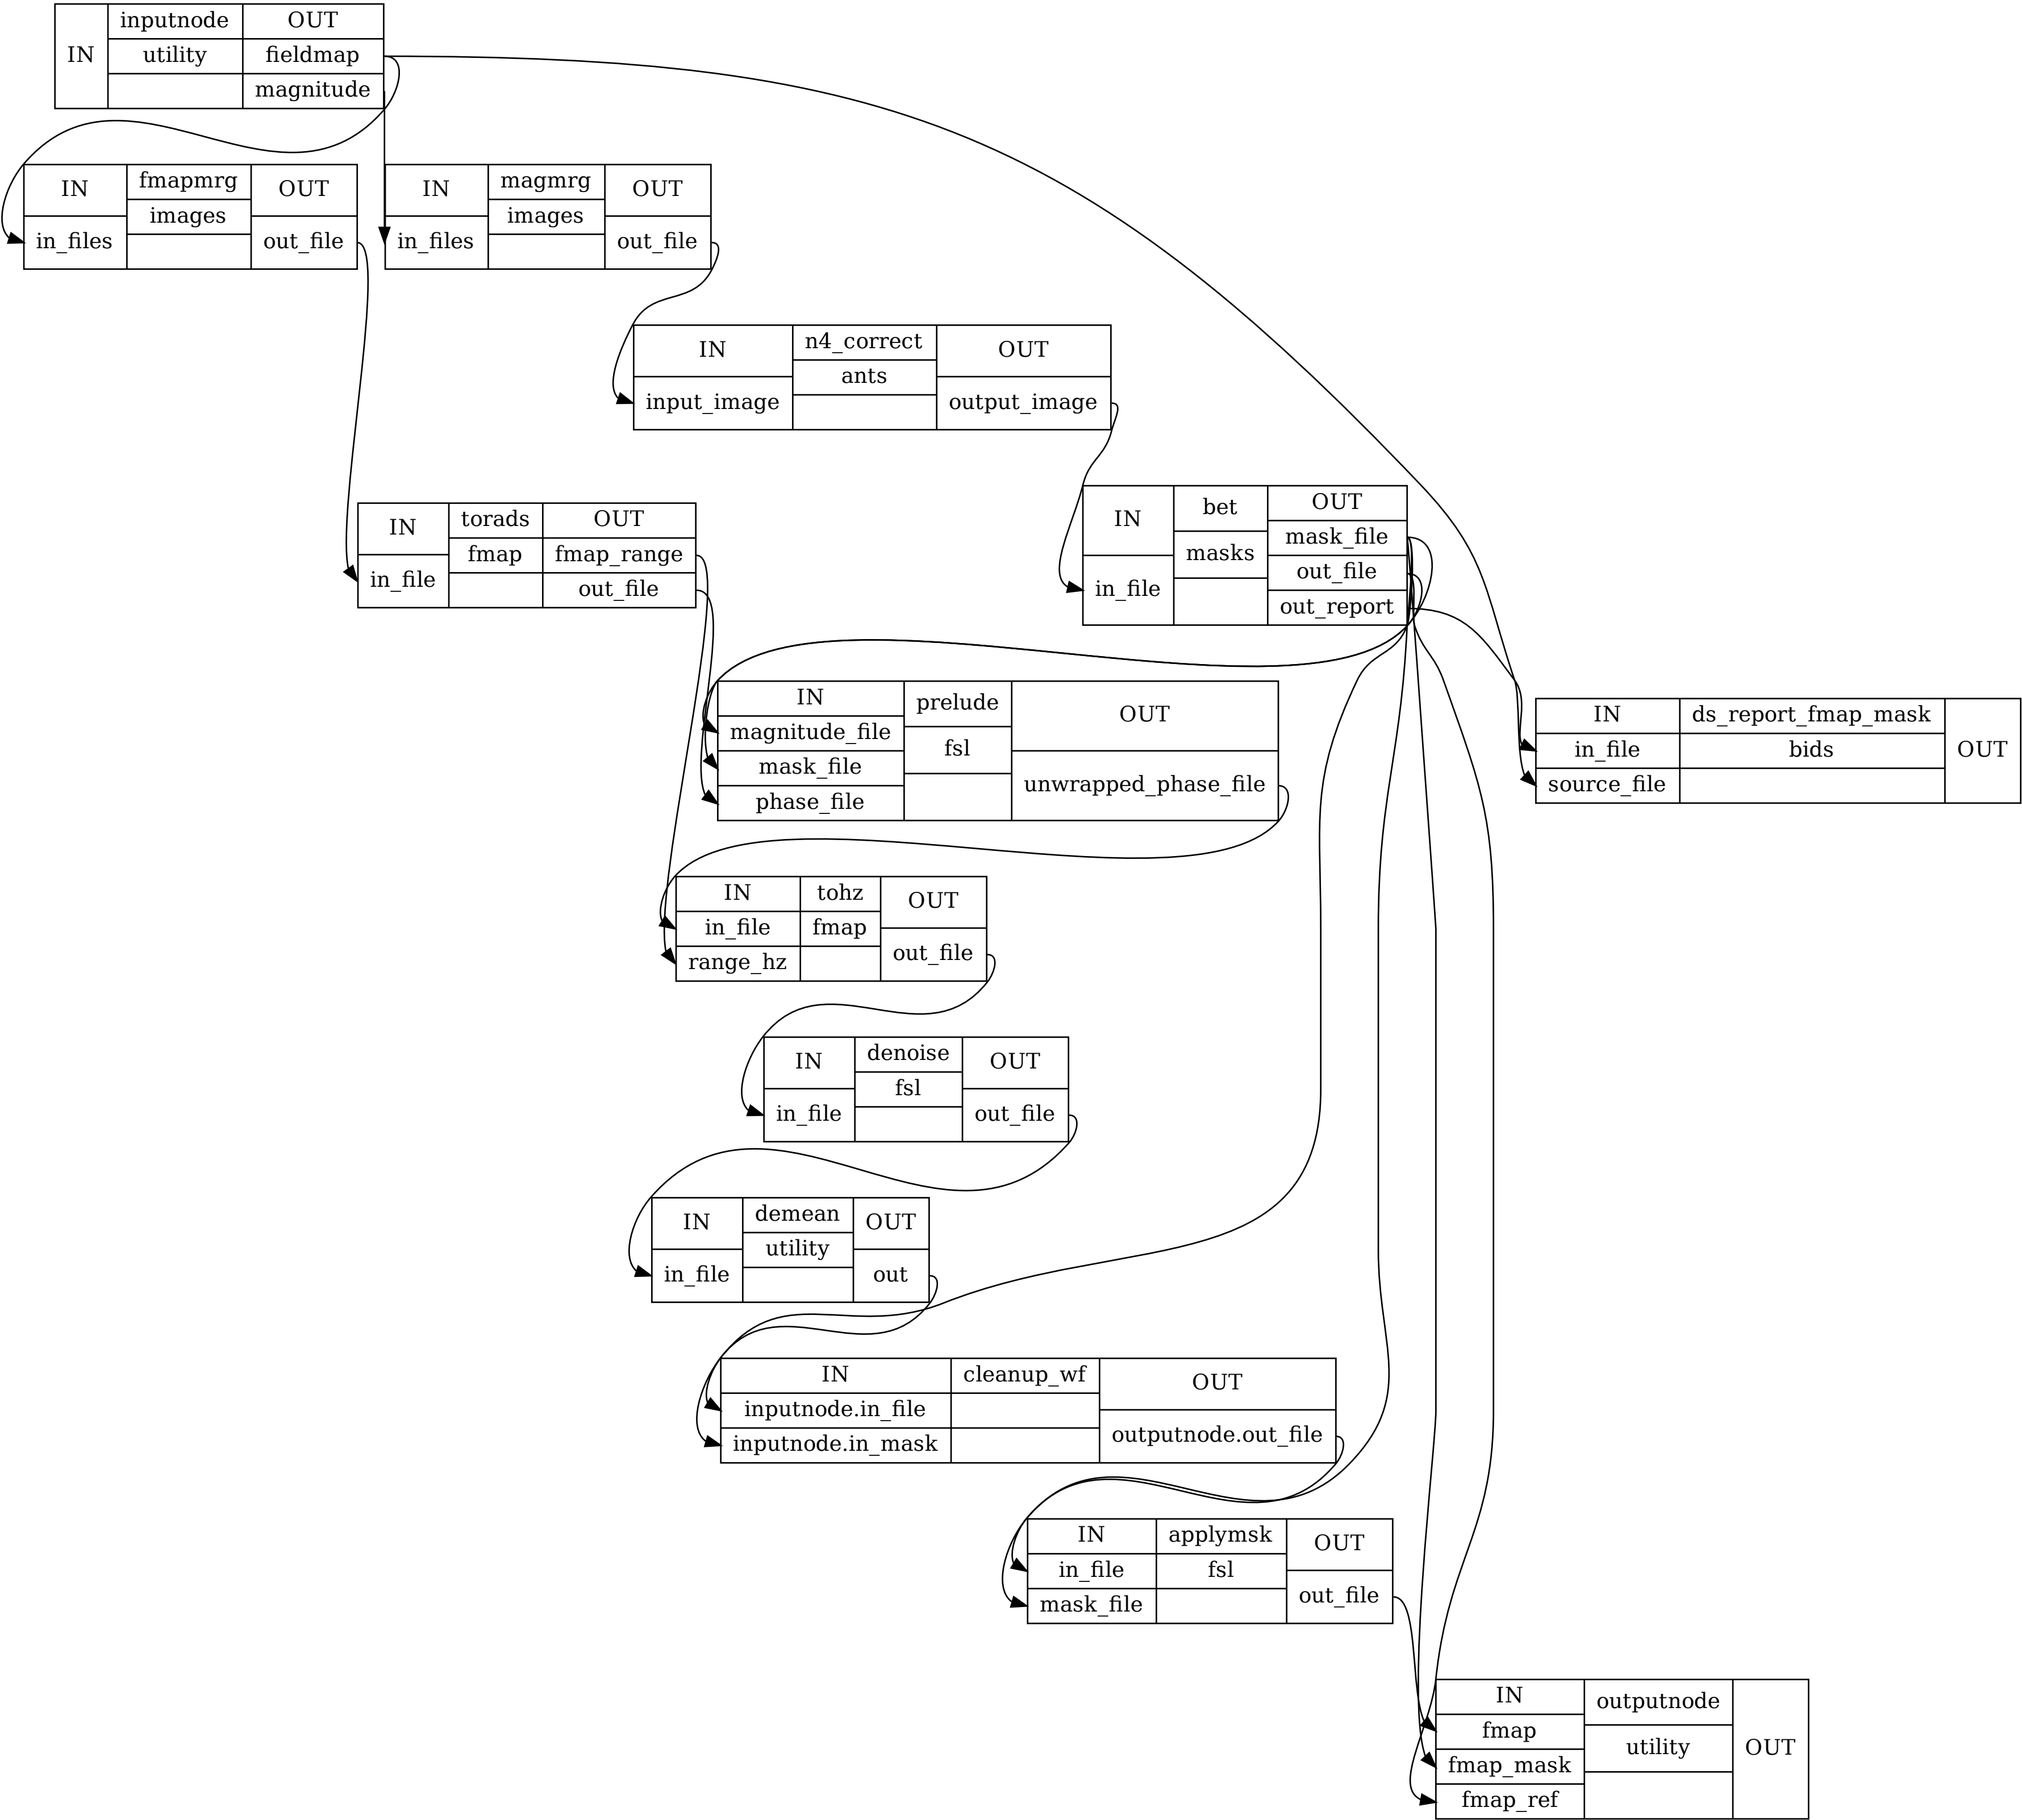 IN
inputnode
utility
OUT
fieldmap
magnitude
IN
in_files
fmapmrg
images
OUT
out_file
IN
in_files
magmrg
images
OUT
out_file
IN
input_image
n4_correct
ants
OUT
output_image
IN
in_file
torads
fmap
OUT
fmap_range
out_file
IN
in_file
bet
masks
OUT
mask_file
out_file
out_report
IN
magnitude_file
mask_file
phase_file
prelude
fsl
OUT
unwrapped_phase_file
IN
in_file
source_file
ds_report_fmap_mask
bids
OUT
IN
in_file
range_hz
tohz
fmap
OUT
out_file
IN
in_file
denoise
fsl
OUT
out_file
IN
in_file
demean
utility
OUT
out
IN
inputnode.in_file
inputnode.in_mask
cleanup_wf
OUT
outputnode.out_file
IN
in_file
mask_file
applymsk
fsl
OUT
out_file
IN
fmap
fmap_mask
fmap_ref
outputnode
utility
OUT